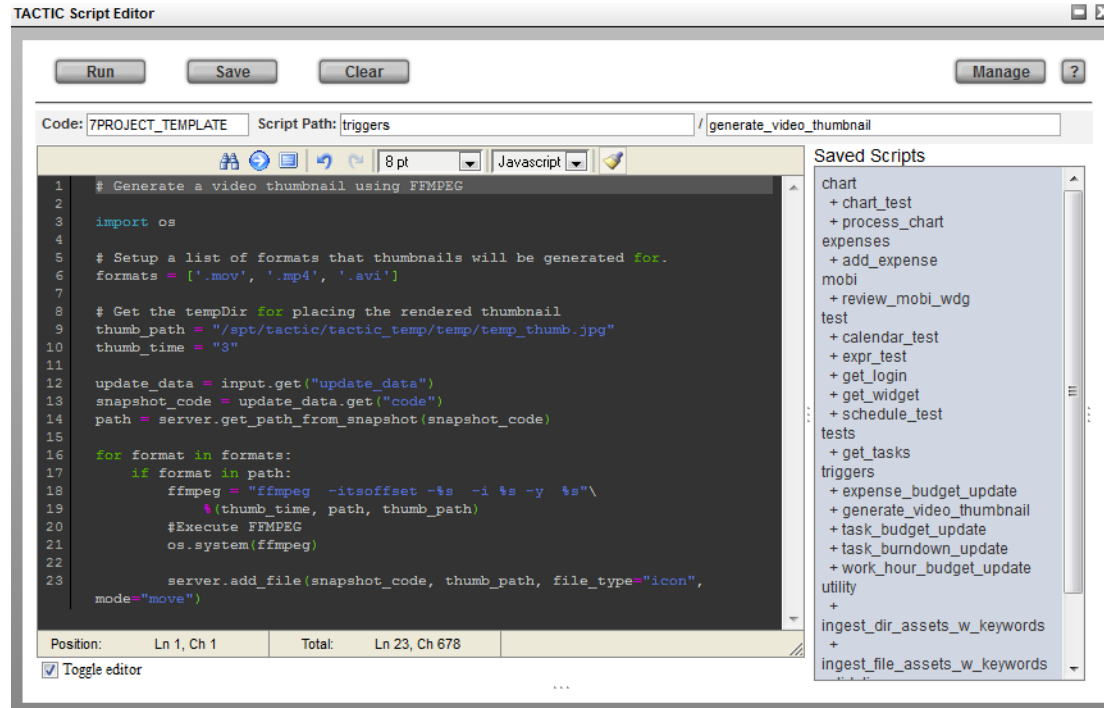 TACTIC Script Editor
Run Save Clear Manage ?
Code: 7PROJECT_TEMPLATE Script Path: triggers / generate_video_thumbnail
8 pt Javascript
1 # Generate a video thumbnail using FFMPEG
2
3 import os
4
5 # Setup a list of formats that thumbnails will be generated for.
6 formats = ['.mov', '.mp4', '.avi']
7
8 # Get the tempDir for placing the rendered thumbnail
9 thumb_path = "/spt/tactic/tactic_temp/temp/temp_thumb.jpg"
10 thumb_time = "3"
11
12 update_data = input.get("update_data")
13 snapshot_code = update_data.get("code")
14 path = server.get_path_from_snapshot(snapshot_code)
15
16 for format in formats:
17     if format in path:
18         ffmpeg = "ffmpeg  -itsoffset -%s  -i %s -y  %s"\
19             %(thumb_time, path, thumb_path)
20         #Execute FFMPEG
21         os.system(ffmpeg)
22
23         server.add_file(snapshot_code, thumb_path, file_type="icon",
mode="move")
Position: Ln 1, Ch 1 Total: Ln 23, Ch 678
Toggle editor
Saved Scripts
chart
+ chart_test
+ process_chart
expenses
+ add_expense
mobi
+ review_mobi_wdg
test
+ calendar_test
+ expr_test
+ get_login
+ get_widget
+ schedule_test
tests
+ get_tasks
triggers
+ expense_budget_update
+ generate_video_thumbnail
+ task_budget_update
+ task_burndown_update
+ work_hour_budget_update
utility
+
ingest_dir_assets_w_keywords
+
ingest_file_assets_w_keywords